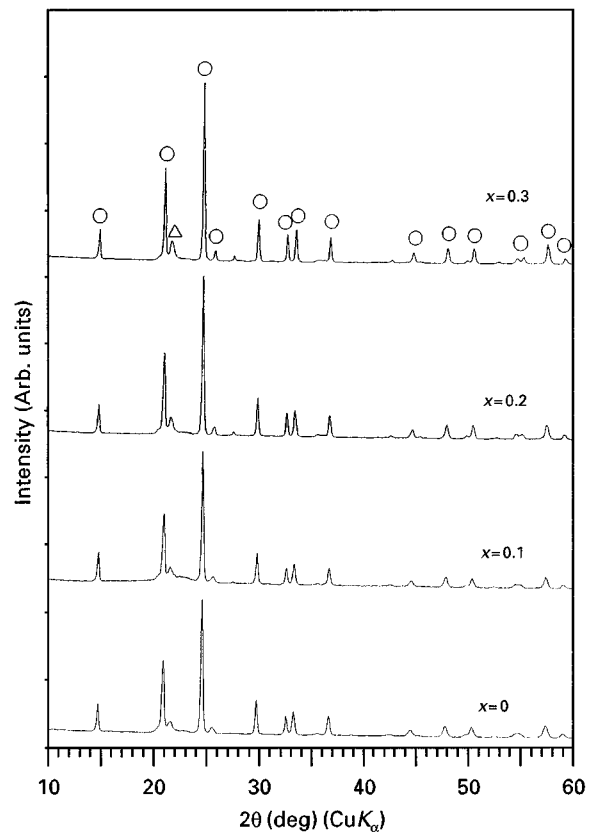 x=0.3
x=0.2
x=0.1
x=0
Intensity (Arb. units)
10 20 30 40 50 60
2θ (deg) (CuKα)